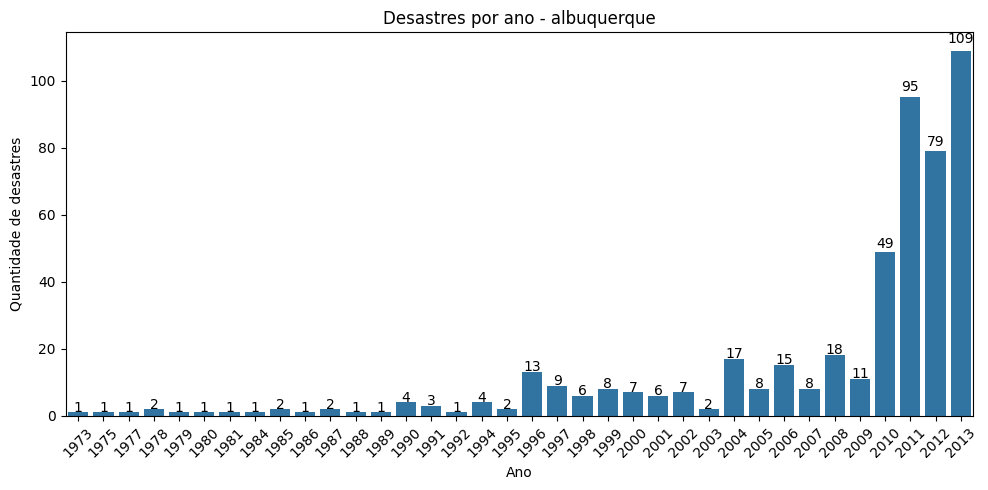 Desastres por ano - albuquerque
Quantidade de desastres
100
80
60
40
20
0
1 1 1 2 1 1 1 1 2 1 2 1 1 4 3 1 4 2 13 9 6 8 7 6 7 2 17 8 15 8 18 11 49 95 79 109
1973 1975 1977 1978 1979 1980 1981 1984 1985 1986 1987 1988 1989 1990 1991 1992 1994 1995 1996 1997 1998 1999 2000 2001 2002 2003 2004 2005 2006 2007 2008 2009 2010 2011 2012 2013
Ano